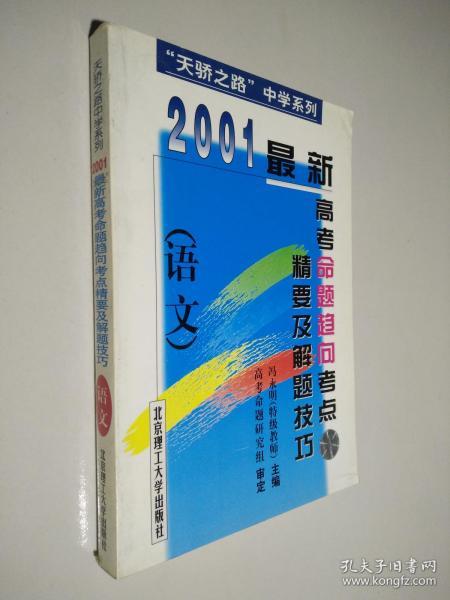 “天骄之路”中学系列
2001
最新
高考命题趋向考点
精要及解题技巧
(语文)
冯永明(特级教师)主编
高考命题研究组 审定
北京理工大学出版社
天骄之路中学系列
2001
最新高考命题趋向考点精要及解题技巧
语文
北京理工大学出版社
孔夫子旧书网
www.kongfz.com